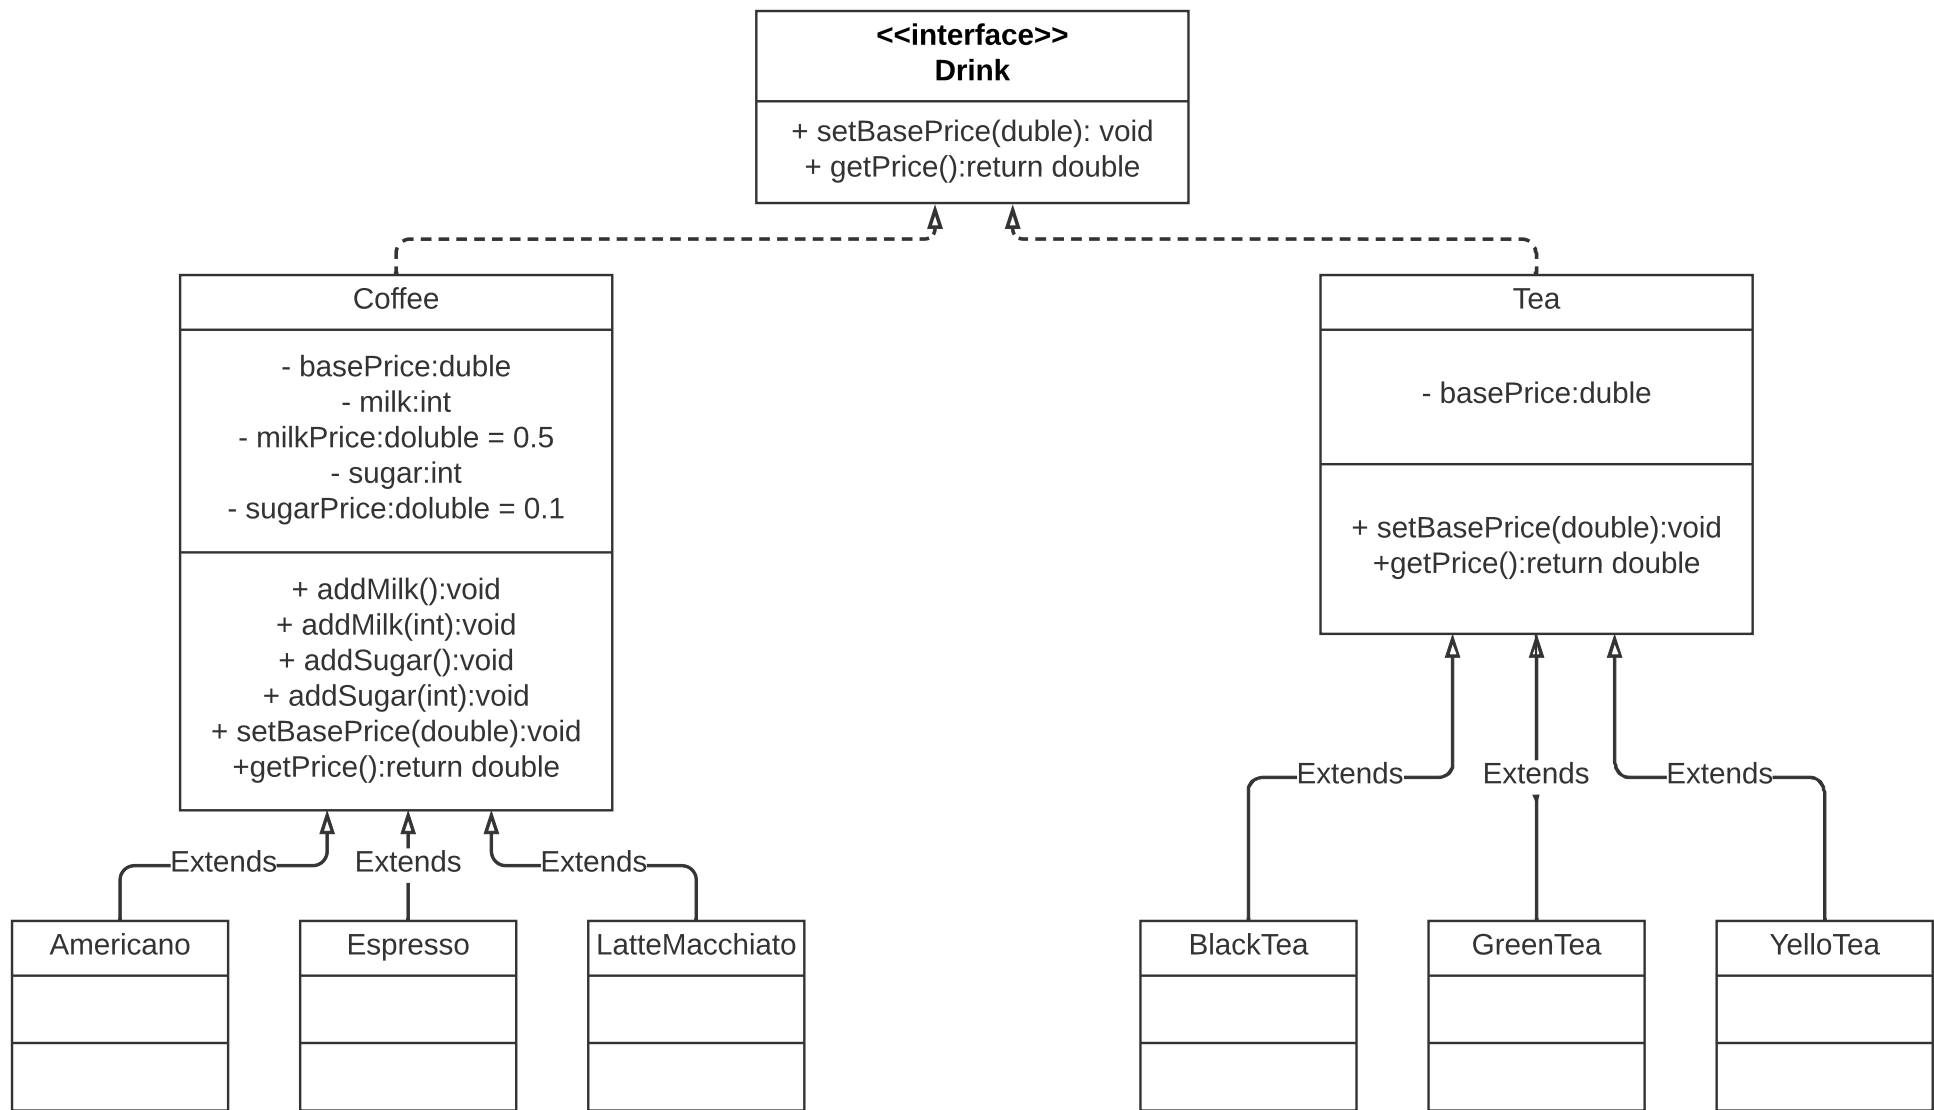 <<interface>>
Drink
+ setBasePrice(duble): void
+ getPrice():return double
Coffee
- basePrice:duble
- milk:int
- milkPrice:doluble = 0.5
- sugar:int
- sugarPrice:doluble = 0.1
+ addMilk():void
+ addMilk(int):void
+ addSugar():void
+ addSugar(int):void
+ setBasePrice(double):void
+getPrice():return double
Tea
- basePrice:duble
+ setBasePrice(double):void
+getPrice():return double
Extends
Extends
Extends
Extends
Extends
Extends
Americano
Espresso
LatteMacchiato
BlackTea
GreenTea
YelloTea